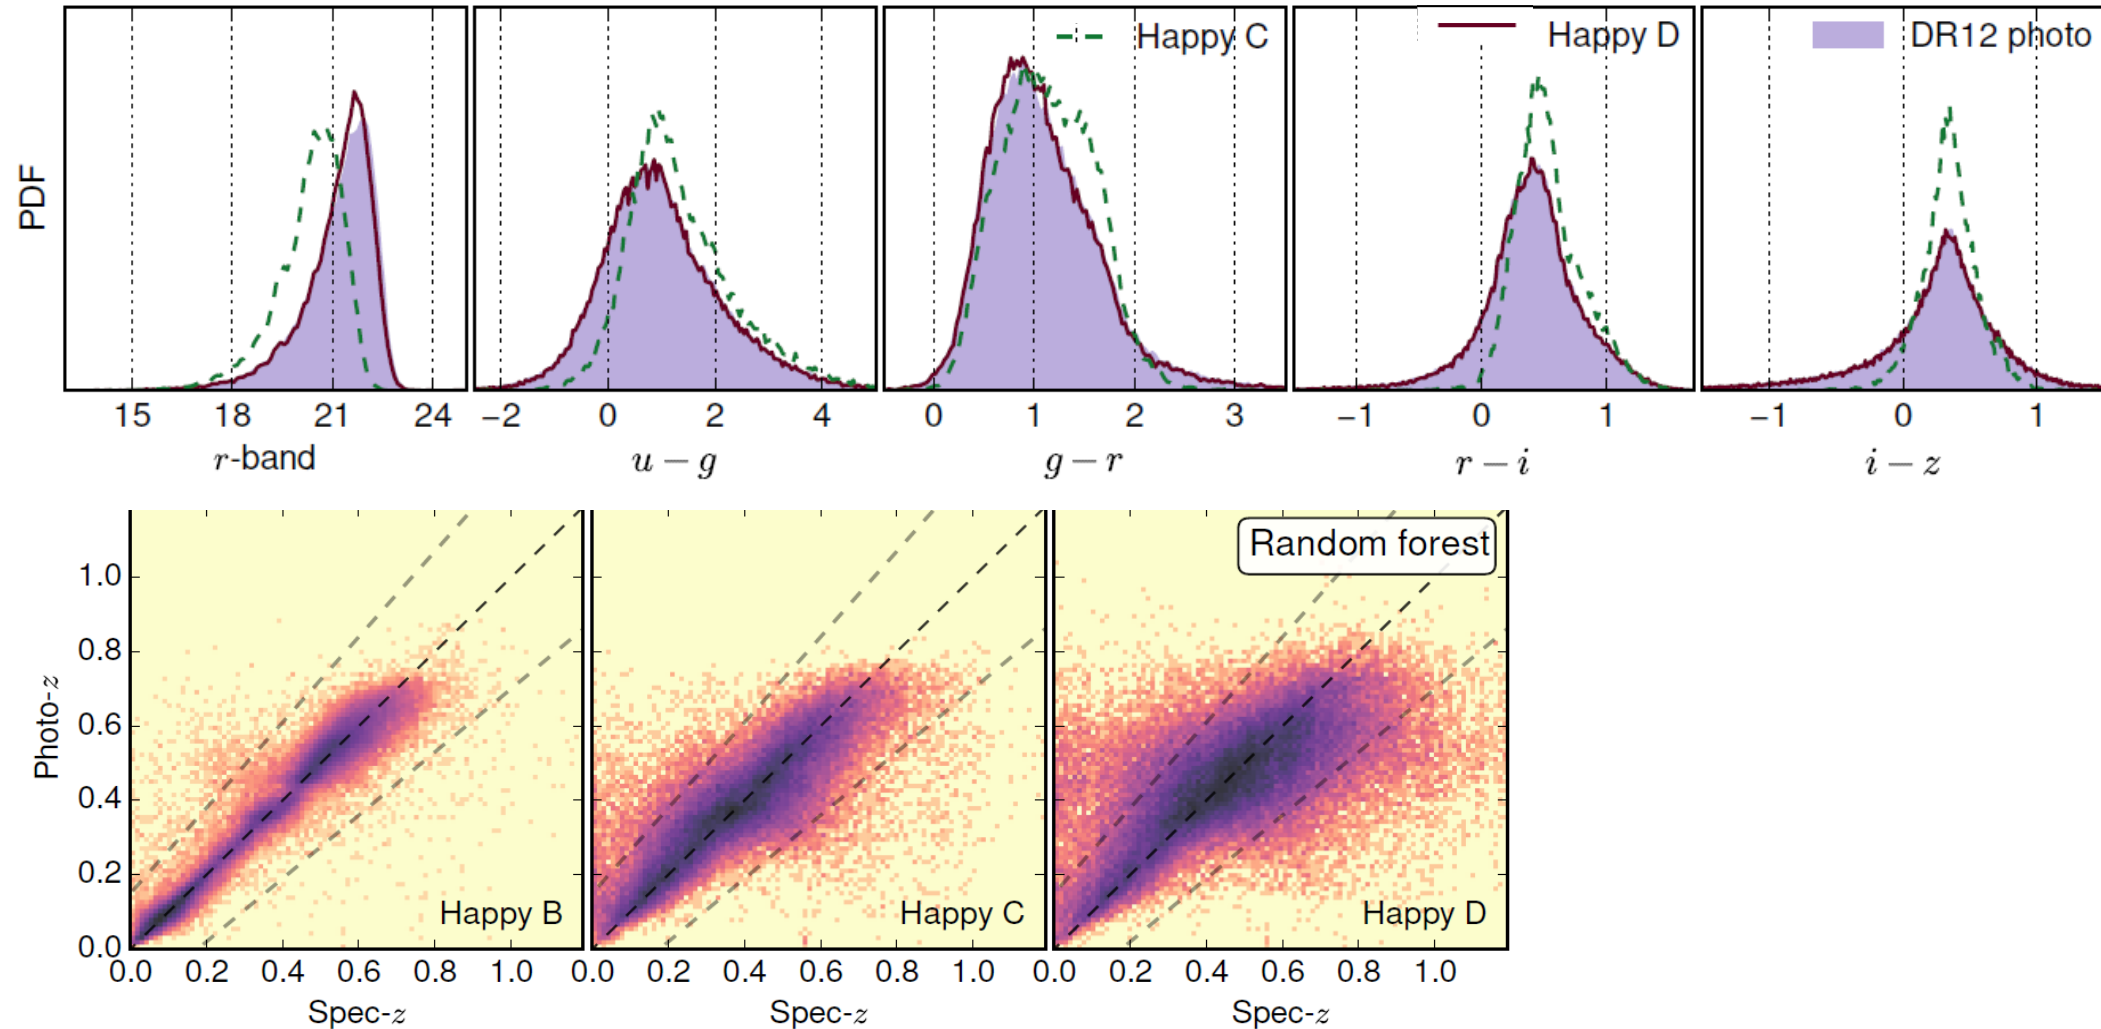 Happy C
Happy D
DR12 photo
PDF
15 18 21 24
−2 0 2 4
0 1 2 3
−1 0 1
−1 0 1
r-band
u − g
g − r
r − i
i − z
Random forest
1.0
0.8
0.6
0.4
0.2
0.0
Photo-z
Happy B
Happy C
Happy D
0.0 0.2 0.4 0.6 0.8 1.0
0.0 0.2 0.4 0.6 0.8 1.0
0.0 0.2 0.4 0.6 0.8 1.0
Spec-z
Spec-z
Spec-z